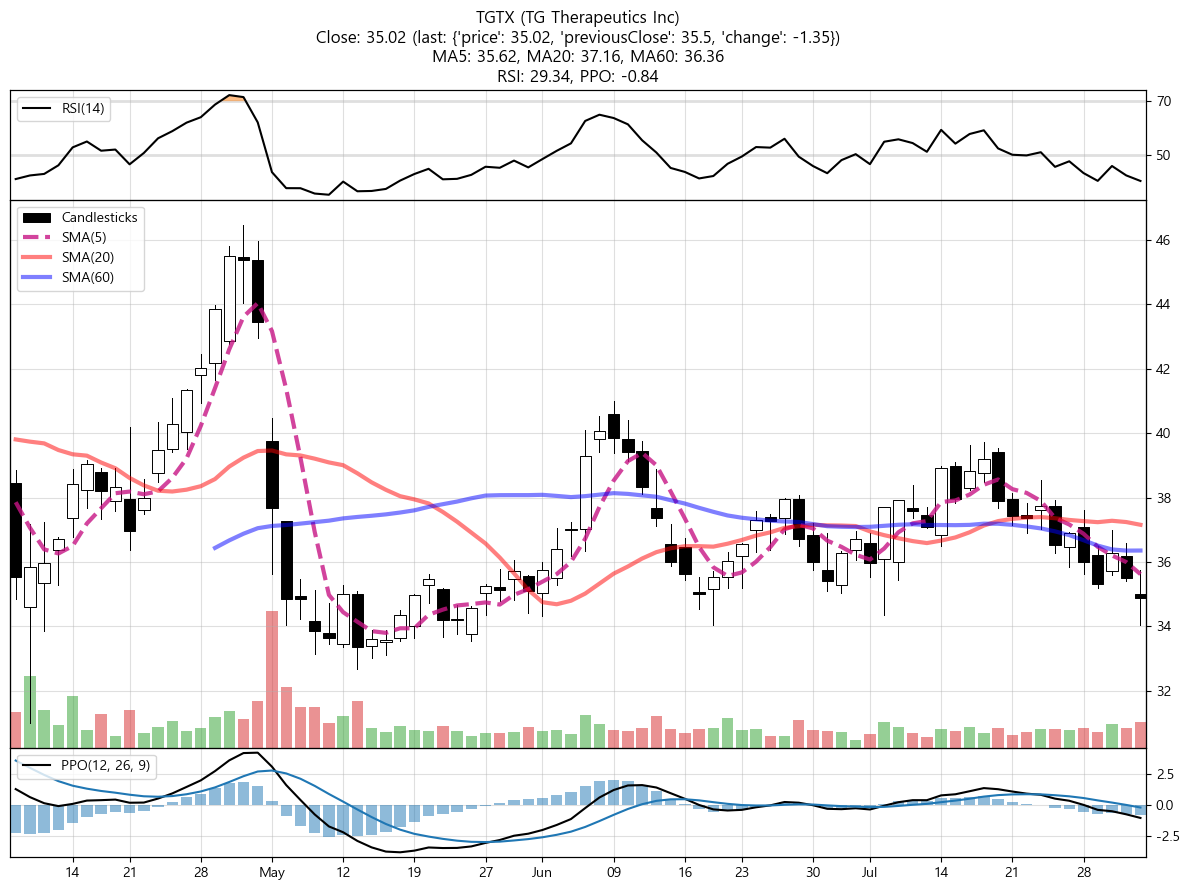 TGTX (TG Therapeutics Inc)
Close: 35.02 (last: {'price': 35.02, 'previousClose': 35.5, 'change': -1.35})
MA5: 35.62, MA20: 37.16, MA60: 36.36
RSI: 29.34, PPO: -0.84
RSI(14)
70
50
Candlesticks
SMA(5)
SMA(20)
SMA(60)
46
44
42
40
38
36
34
32
PPO(12, 26, 9)
2.5
0.0
-2.5
14 21 28 May 12 19 27 Jun 09 16 23 30 Jul 14 21 28